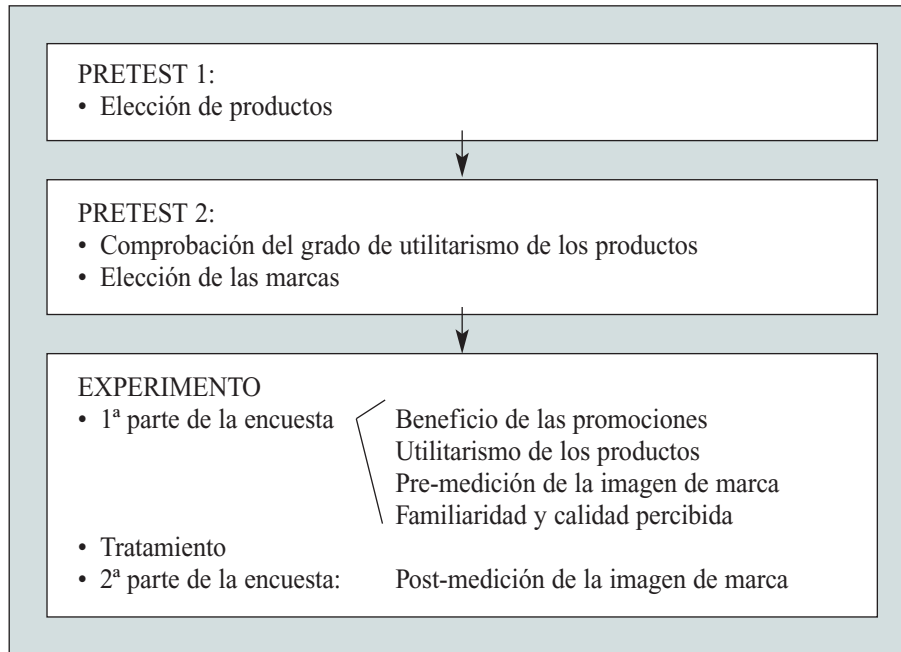 PRETEST 1:
• Elección de productos
PRETEST 2:
• Comprobación del grado de utilitarismo de los productos
• Elección de las marcas
EXPERIMENTO
• 1ª parte de la encuesta Beneficio de las promociones
Utilitarismo de los productos
Pre-medición de la imagen de marca
Familiaridad y calidad percibida
• Tratamiento
• 2ª parte de la encuesta: Post-medición de la imagen de marca